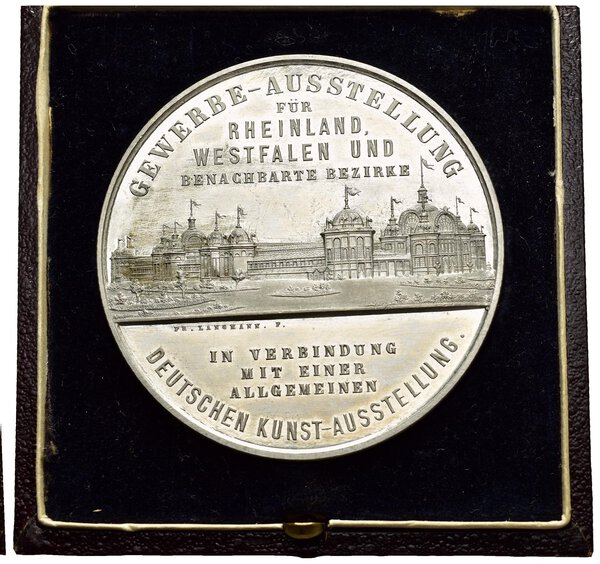 GEWERBE-AUSSTELLUNG
FÜR
RHEINLAND,
WESTFALEN UND
BENACHBARTE BEZIRKE
FR. LANGMANN. F.
IN VERBINDUNG
MIT EINER
ALLGEMEINEN
DEUTSCHEN KUNST-AUSSTELLUNG.